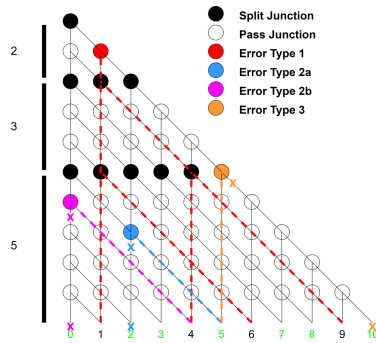 Split Junction
Pass Junction
Error Type 1
Error Type 2a
Error Type 2b
Error Type 3
2
3
5
x
x
x
x x x
0 1 2 3 4 5 6 7 8 9 10